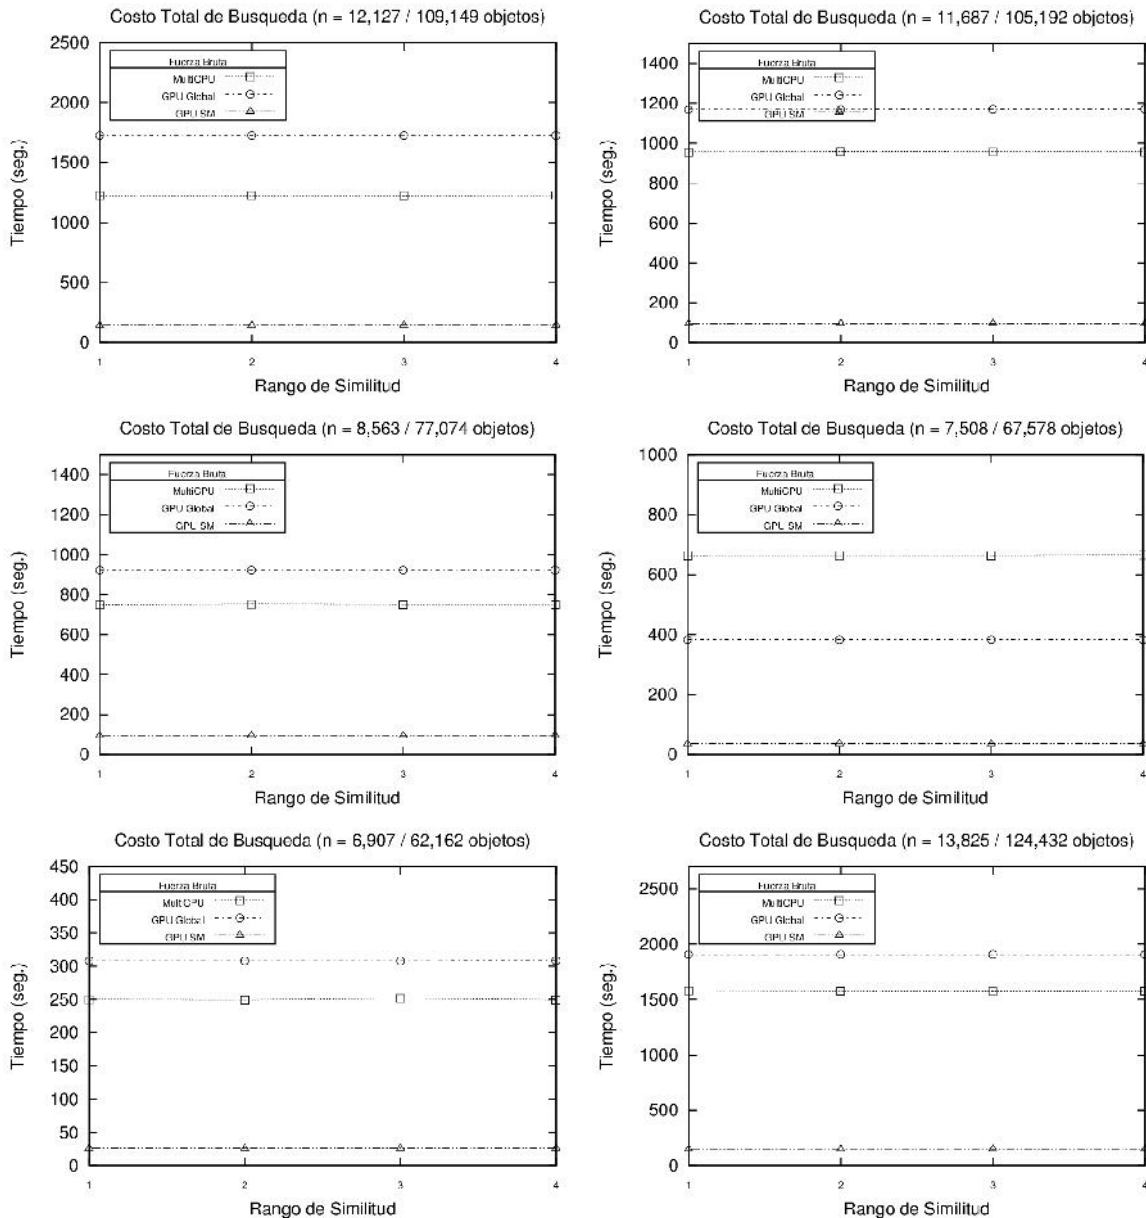 Costo Total de Busqueda (n = 12,127 / 109,149 objetos)
2500
2000
1500
1000
500
0
Tiempo (seg.)
Fuerza Bruta
MultiCPU
GPU Global
GPU SM
1 2 3 4
Rango de Similitud
Costo Total de Busqueda (n = 11,687 / 105,192 objetos)
1400
1200
1000
800
600
400
200
0
Tiempo (seg.)
Fuerza Bruta
MultiCPU
GPU Global
GPU SM
1 2 3 4
Rango de Similitud
Costo Total de Busqueda (n = 8,563 / 77,074 objetos)
1400
1200
1000
800
600
400
200
0
Tiempo (seg.)
Fuerza Bruta
MultiCPU
GPU Global
GPU SM
1 2 3 4
Rango de Similitud
Costo Total de Busqueda (n = 7,508 / 67,578 objetos)
1000
800
600
400
200
0
Tiempo (seg.)
Fuerza Bruta
MultiCPU
GPU Global
GPU SM
1 2 3 4
Rango de Similitud
Costo Total de Busqueda (n = 6,907 / 62,162 objetos)
450
400
350
300
250
200
150
100
50
0
Tiempo (seg.)
Fuerza Bruta
MultiCPU
GPU Global
GPU SM
1 2 3 4
Rango de Similitud
Costo Total de Busqueda (n = 13,825 / 124,432 objetos)
2500
2000
1500
1000
500
0
Tiempo (seg.)
Fuerza Bruta
MultiCPU
GPU Global
GPU SM
1 2 3 4
Rango de Similitud